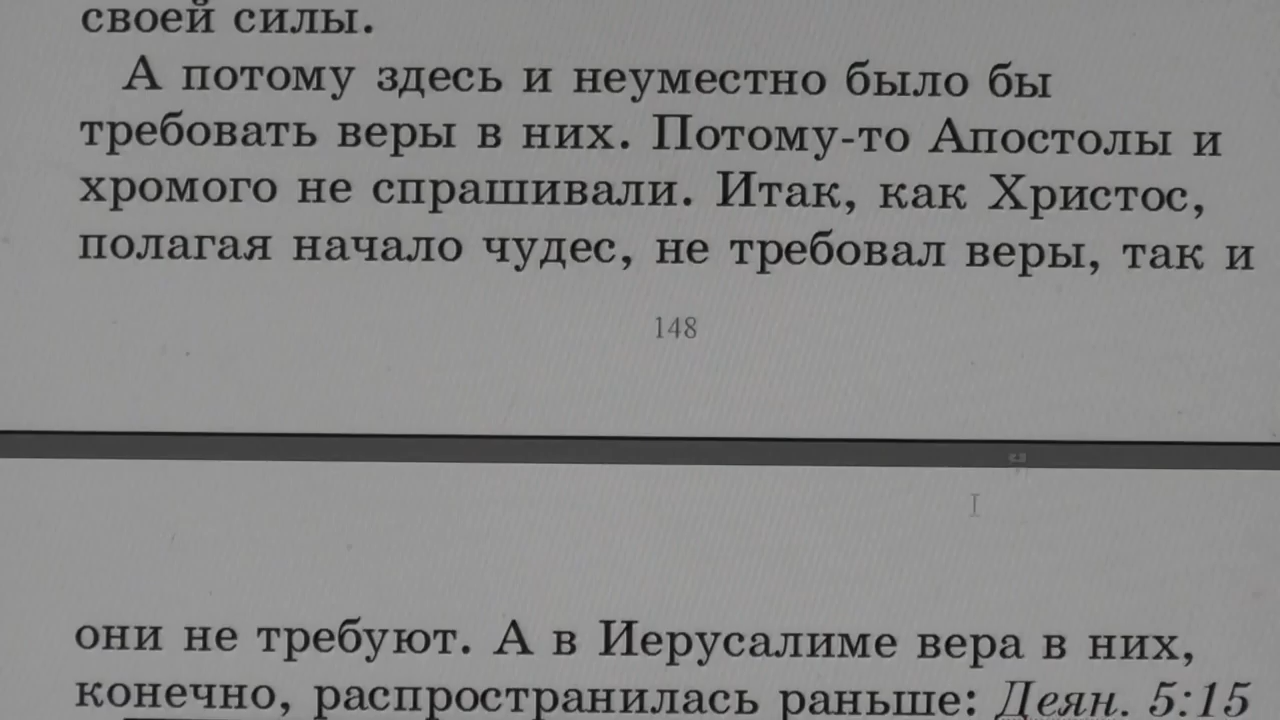 своей силы.
А потому здесь и неуместно было бы
требовать веры в них. Потому-то Апостолы и
хромого не спрашивали. Итак, как Христос,
полагая начало чудес, не требовал веры, так и
148
они не требуют. А в Иерусалиме вера в них,
конечно, распространилась раньше: Деян. 5:15